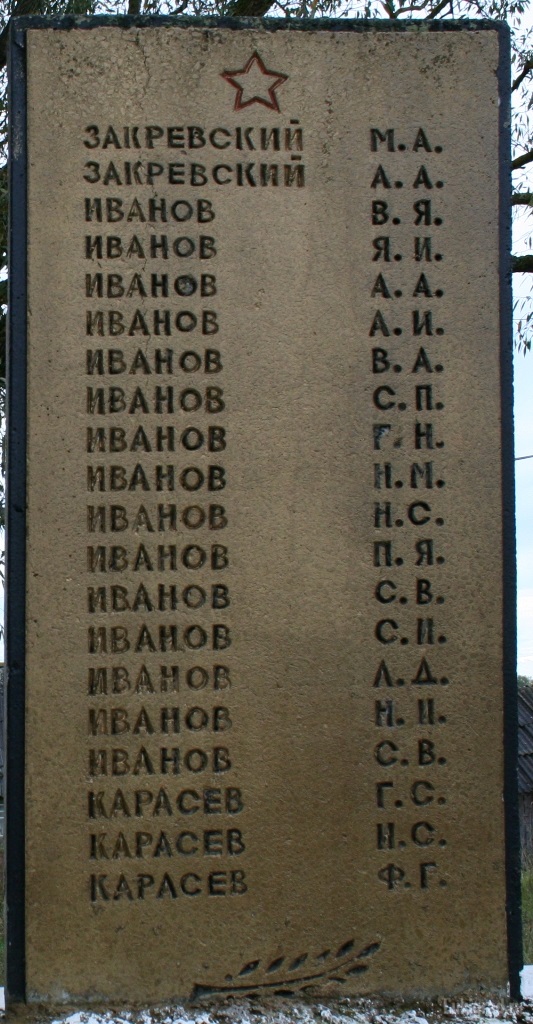 ЗАКРЕВСКИЙ М.А.
ЗАКРЕВСКИЙ А.А.
ИВАНОВ В.Я.
ИВАНОВ Я.И.
ИВАНОВ А.А.
ИВАНОВ А.И.
ИВАНОВ В.А.
ИВАНОВ С.П.
ИВАНОВ Г.Н.
ИВАНОВ Н.М.
ИВАНОВ Н.С.
ИВАНОВ П.Я.
ИВАНОВ С.В.
ИВАНОВ
ИВАНОВ Л.Д.
ИВАНОВ
ИВАНОВ С.В.
КАРАСЕВ Г.С.
КАРАСЕВ
КАРАСЕВ Ф.Г.